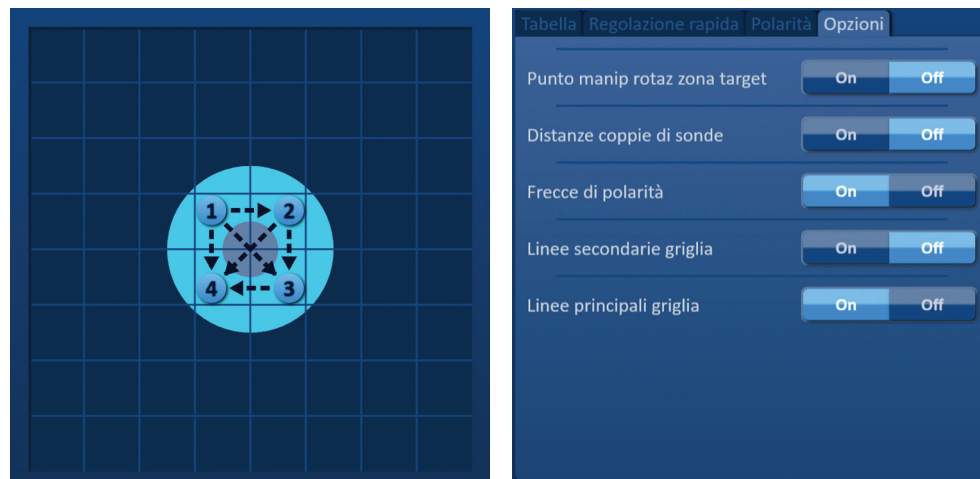 1 2
4 3
Tabella Regolazione rapida Polarità Opzioni
Punto manip rotaz zona target On Off
Distanze coppie di sonde On Off
Frecce di polarità On Off
Linee secondarie griglia On Off
Linee principali griglia On Off